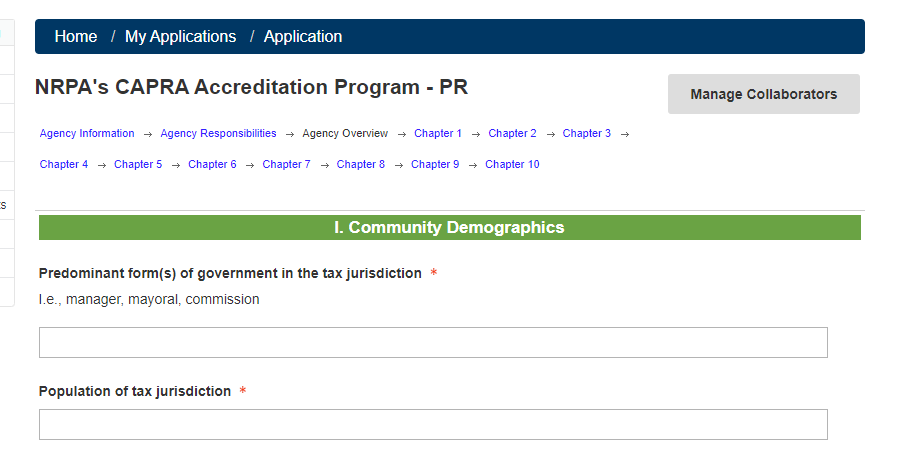 Home / My Applications / Application
NRPA's CAPRA Accreditation Program - PR
Manage Collaborators
Agency Information → Agency Responsibilities → Agency Overview → Chapter 1 → Chapter 2 → Chapter 3 →
Chapter 4 → Chapter 5 → Chapter 6 → Chapter 7 → Chapter 8 → Chapter 9 → Chapter 10
I. Community Demographics
Predominant form(s) of government in the tax jurisdiction *
I.e., manager, mayoral, commission
Population of tax jurisdiction *